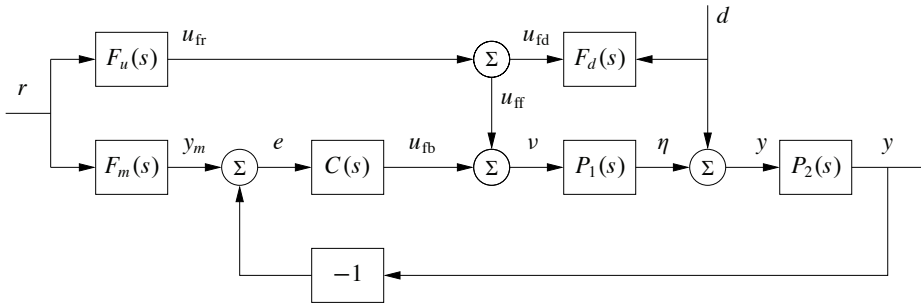 d
u_fr
u_fd
F_u(s)
Σ
F_d(s)
r
u_ff
y_m
e
u_fb
ν
η
y
y
F_m(s)
Σ
C(s)
Σ
P_1(s)
Σ
P_2(s)
−1